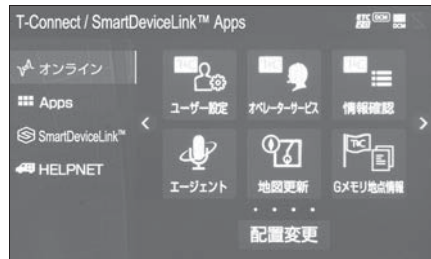 T-Connect / SmartDeviceLink™ Apps
オンライン
Apps
SmartDeviceLink™
HELPNET
ユーザー設定
オペレーターサービス
情報確認
エージェント
地図更新
Gメモリ地点情報
配置変更